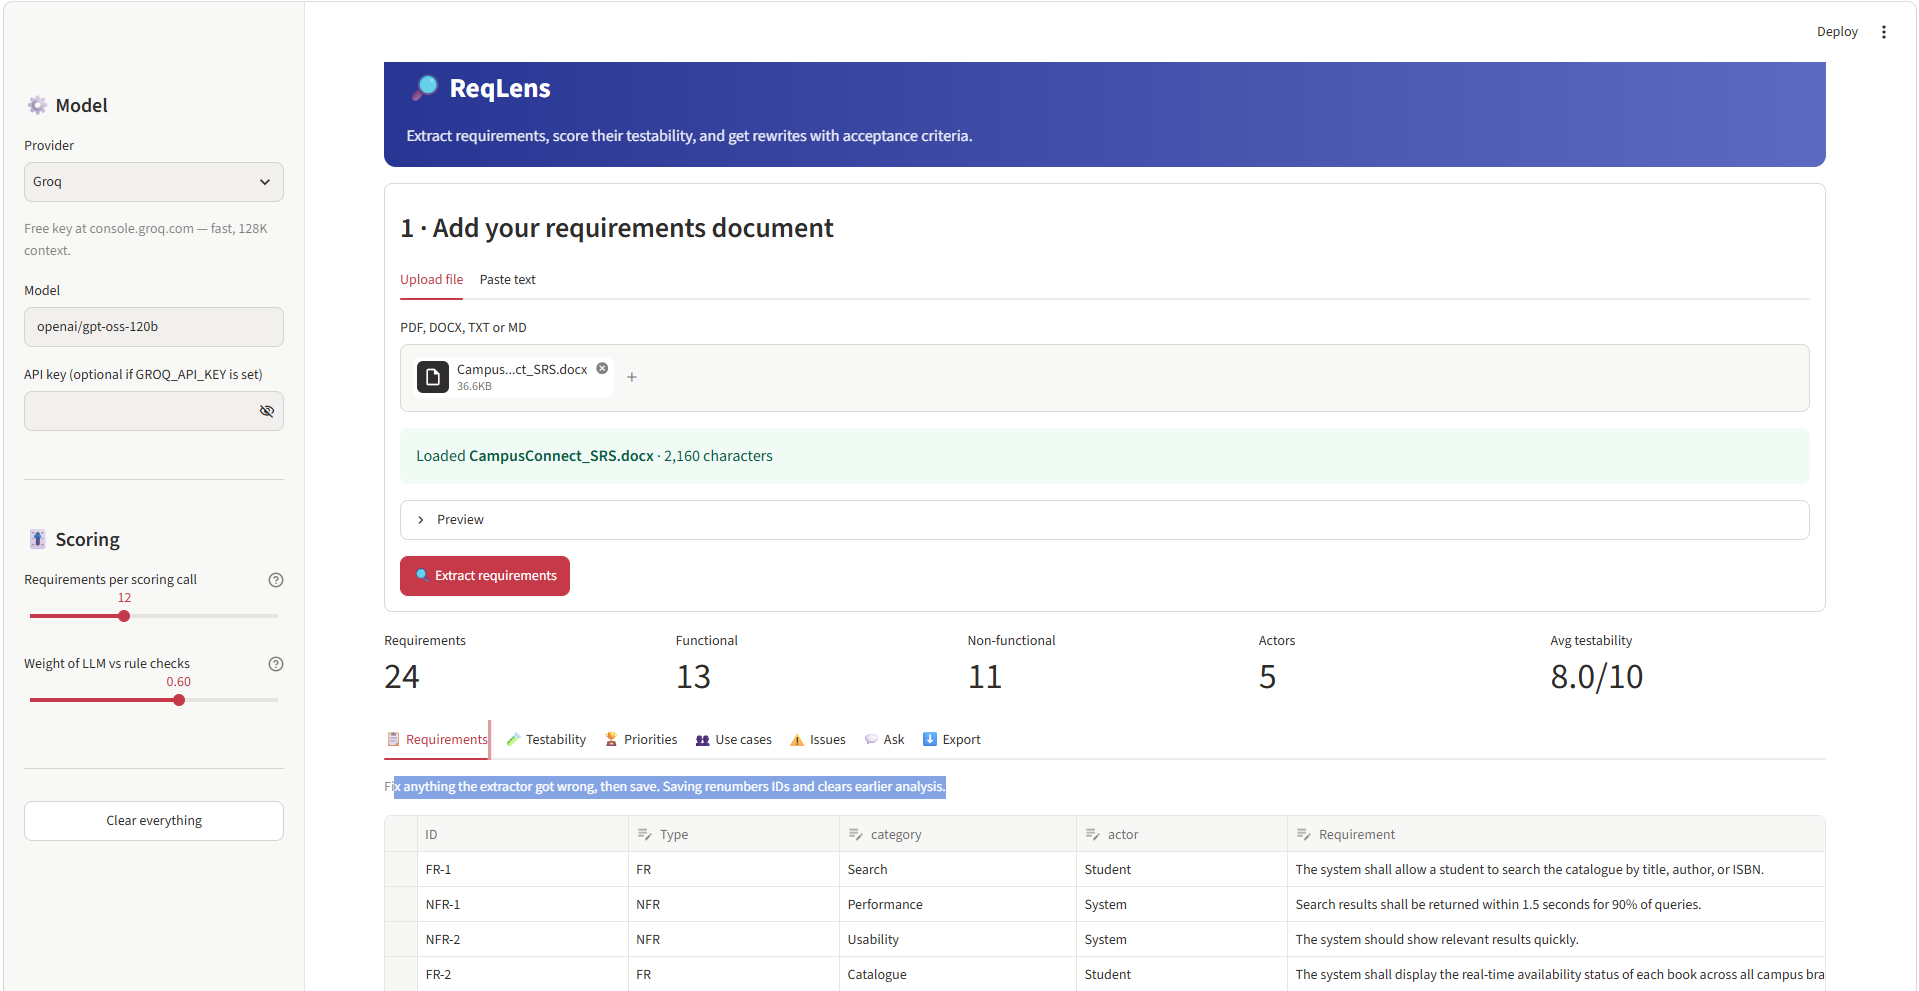 Deploy
Model
Provider
Groq
Free key at console.groq.com — fast, 128K
context.
Model
openai/gpt-oss-120b
API key (optional if GROQ_API_KEY is set)
Scoring
Requirements per scoring call
12
Weight of LLM vs rule checks
0.60
Clear everything
ReqLens
Extract requirements, score their testability, and get rewrites with acceptance criteria.
1 · Add your requirements document
Upload file Paste text
PDF, DOCX, TXT or MD
Campus...ct_SRS.docx
36.6KB
Loaded CampusConnect_SRS.docx · 2,160 characters
Preview
Extract requirements
Requirements Functional Non-functional Actors Avg testability
24 13 11 5 8.0/10
Requirements Testability Priorities Use cases Issues Ask Export
Fix anything the extractor got wrong, then save. Saving renumbers IDs and clears earlier analysis.
ID Type category actor Requirement
FR-1 FR Search Student The system shall allow a student to search the catalogue by title, author, or ISBN.
NFR-1 NFR Performance System Search results shall be returned within 1.5 seconds for 90% of queries.
NFR-2 NFR Usability System The system should show relevant results quickly.
FR-2 FR Catalogue Student The system shall display the real-time availability status of each book across all campus bra